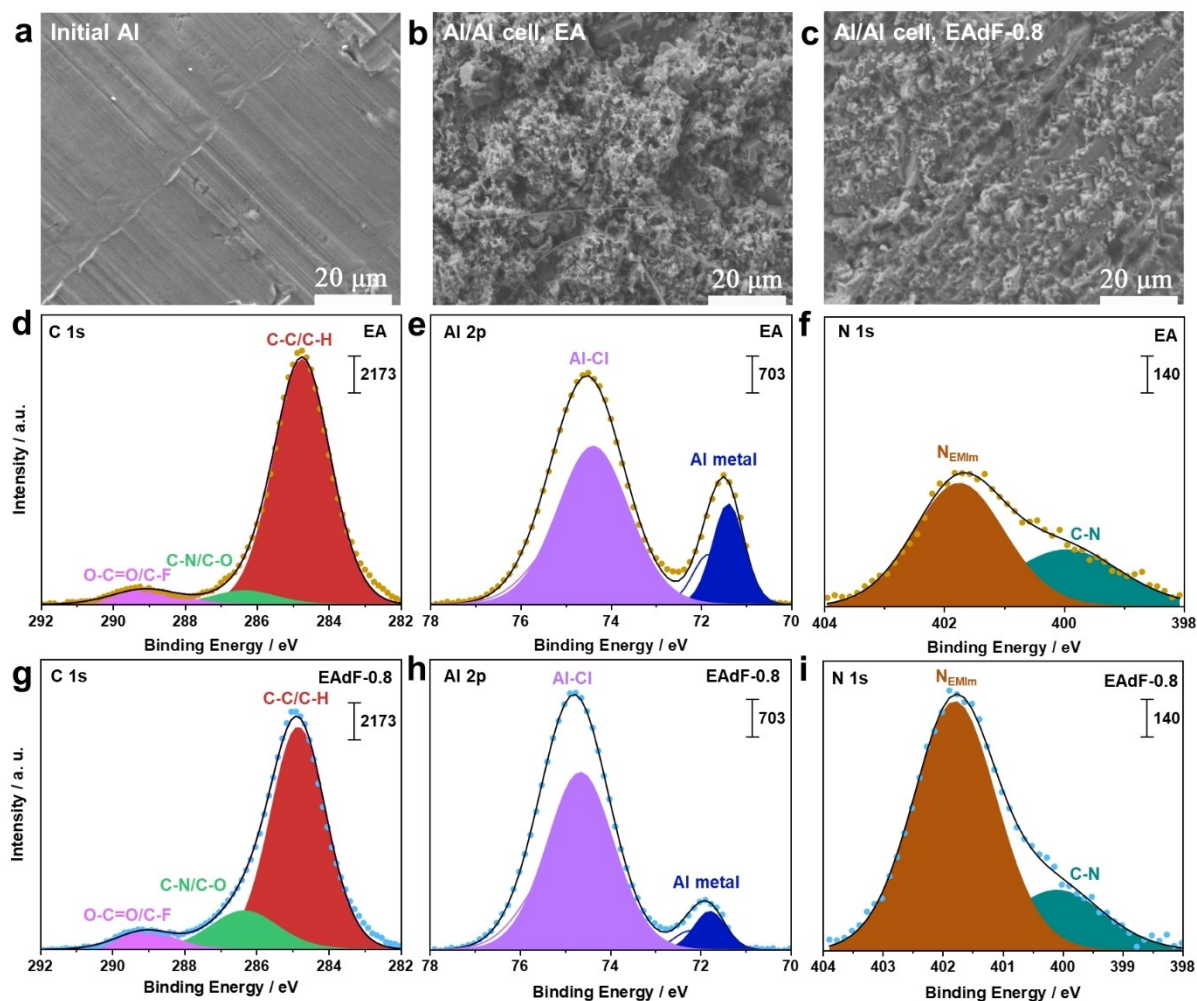 a Initial Al
20 μm
b Al/Al cell, EA
20 μm
c Al/Al cell, EAdF-0.8
20 μm
d C 1s EA
C-C/C-H
2173
C-N/C-O
O-C=O/C-F
Intensity / a.u.
292 290 288 286 284 282
Binding Energy / eV
e Al 2p EA
Al-Cl
703
Al metal
78 76 74 72 70
Binding Energy / eV
f N 1s EA
140
NEMIm
C-N
404 403 402 401 400 399 398
Binding Energy / eV
g C 1s EAdF-0.8
C-C/C-H
2173
C-N/C-O
O-C=O/C-F
Intensity / a. u.
292 290 288 286 284 282
Binding Energy / eV
h Al 2p EAdF-0.8
Al-Cl
703
Al metal
78 76 74 72 70
Binding Energy / eV
i N 1s EAdF-0.8
NEMIm
140
C-N
404 403 402 401 400 399 398
Binding Energy / eV